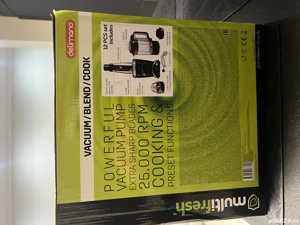 delimano
VACUUM / BLEND / COOK
12 PCS set
includes
POWERFUL
VACUUM PUMP
EXTRA SHARP BLADES
25.000 RPM
COOKING &
PRESET FUNCTIONS
multifresh